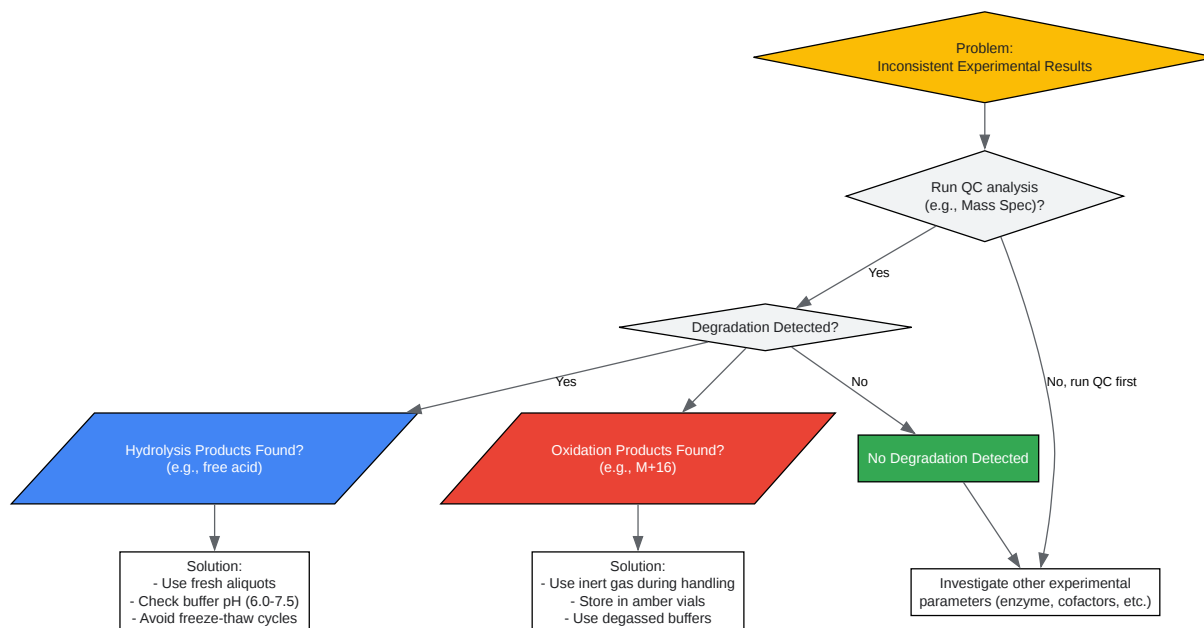 Problem:
Inconsistent Experimental Results
Run QC analysis
(e.g., Mass Spec)?
Yes
Degradation Detected?
Yes
No
No, run QC first
Hydrolysis Products Found?
(e.g., free acid)
Oxidation Products Found?
(e.g., M+16)
No Degradation Detected
Solution:
- Use fresh aliquots
- Check buffer pH (6.0-7.5)
- Avoid freeze-thaw cycles
Solution:
- Use inert gas during handling
- Store in amber vials
- Use degassed buffers
Investigate other experimental
parameters (enzyme, cofactors, etc.)